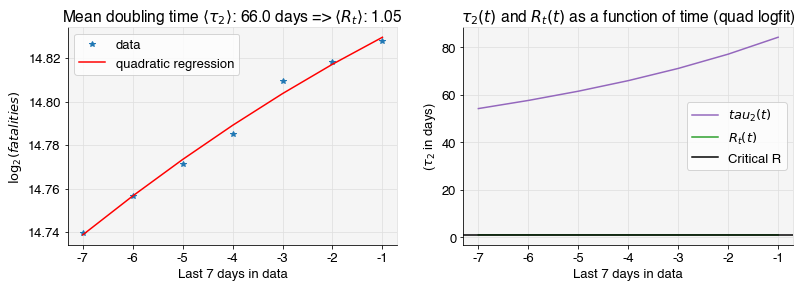 Mean doubling time ⟨τ₂⟩: 66.0 days => ⟨Rₜ⟩: 1.05
14.82
14.80
14.78
14.76
14.74
log₂(fatalities)
data
quadratic regression
-7 -6 -5 -4 -3 -2 -1
Last 7 days in data
τ₂(t) and Rₜ(t) as a function of time (quad logfit)
80
60
40
20
0
(τ₂ in days)
tau₂(t)
Rₜ(t)
Critical R
-7 -6 -5 -4 -3 -2 -1
Last 7 days in data